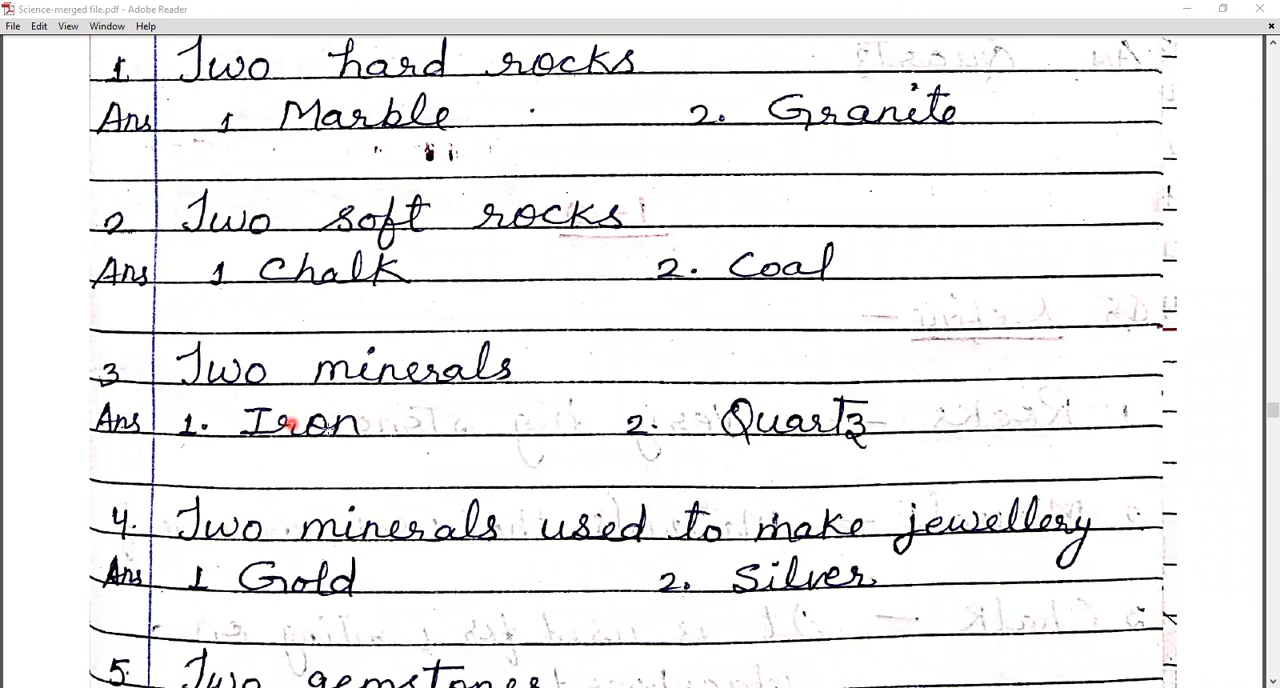 Science-merged file.pdf - Adobe Reader
File Edit View Window Help
1. Two hard rocks
Ans 1 Marble 2. Granite
2 Two soft rocks
Ans 1 Chalk 2. Coal
3 Two minerals
Ans 1. Iron 2. Quartz
4. Two minerals used to make jewellery
Ans 1 Gold 2. Silver.
5. Two gemstones